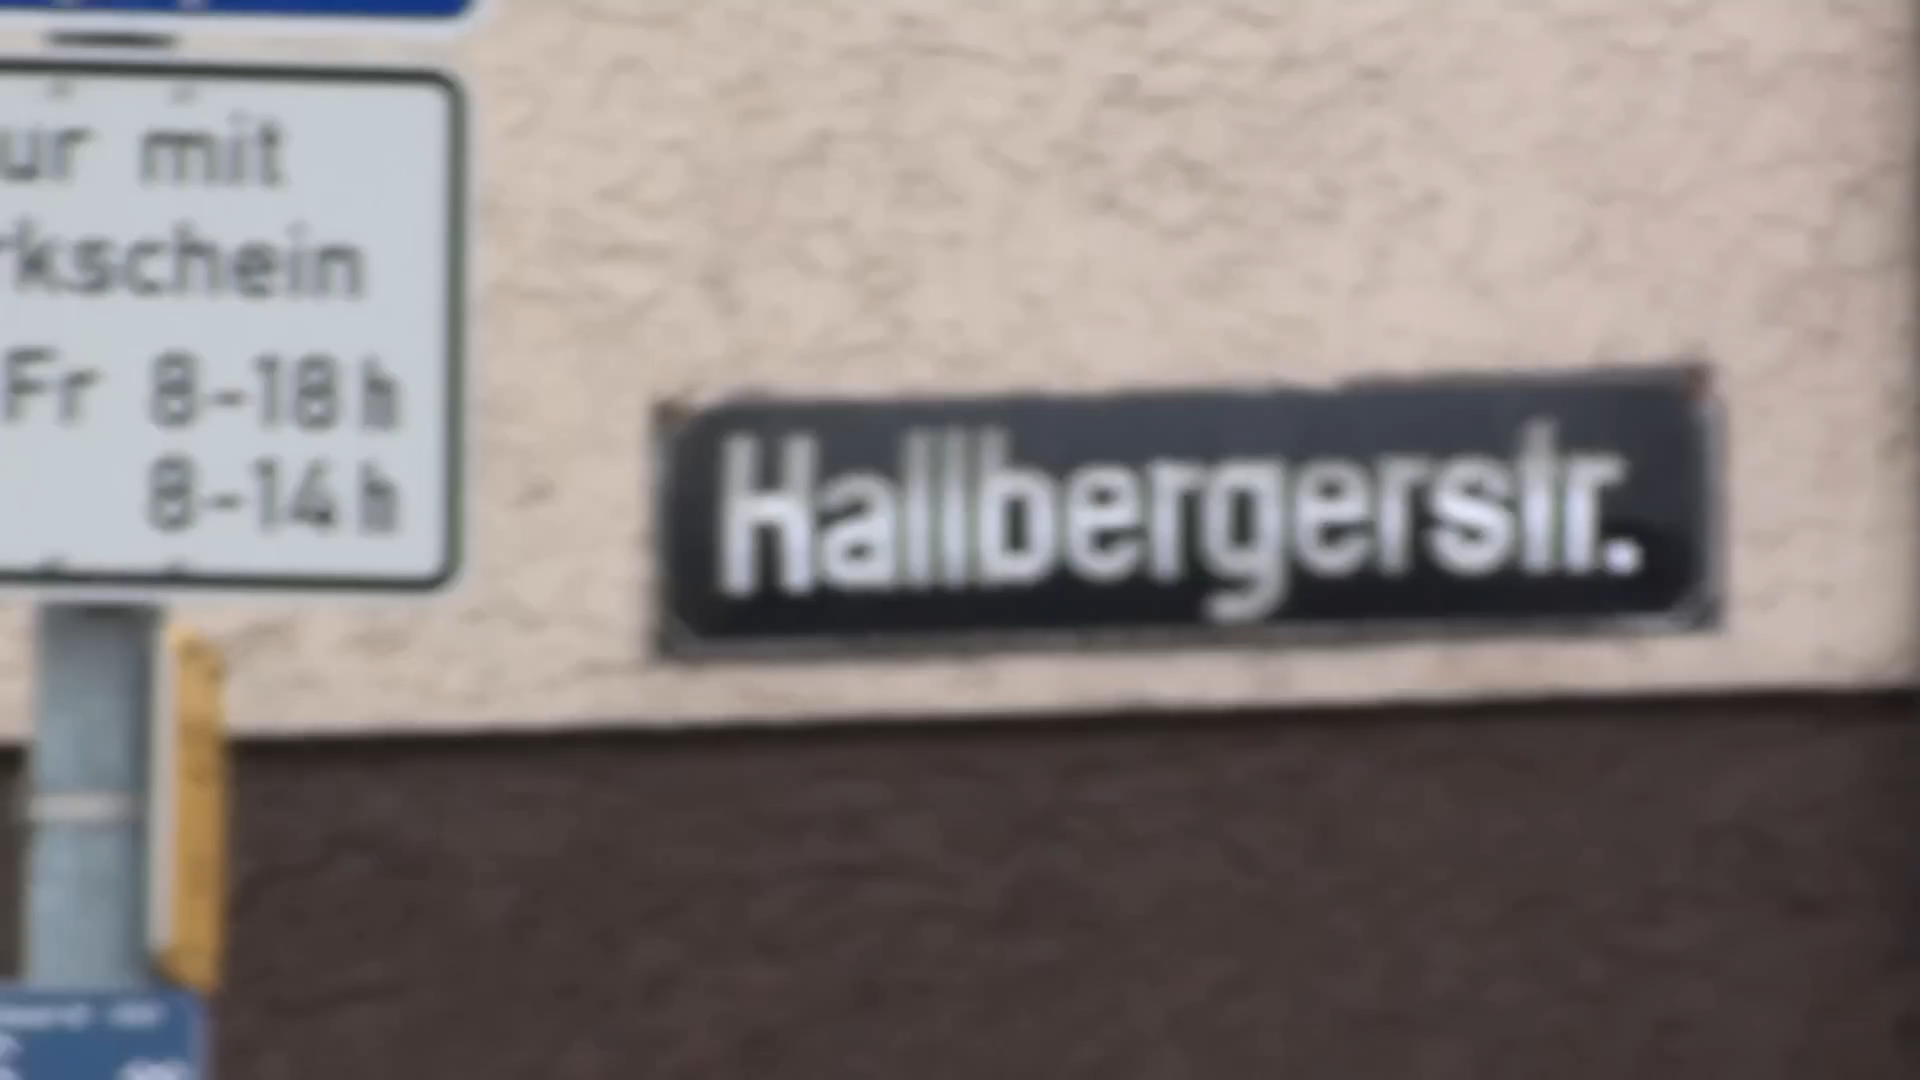 ur mit
rkschein
Fr 8-18 h
8-14 h
Hallbergerstr.